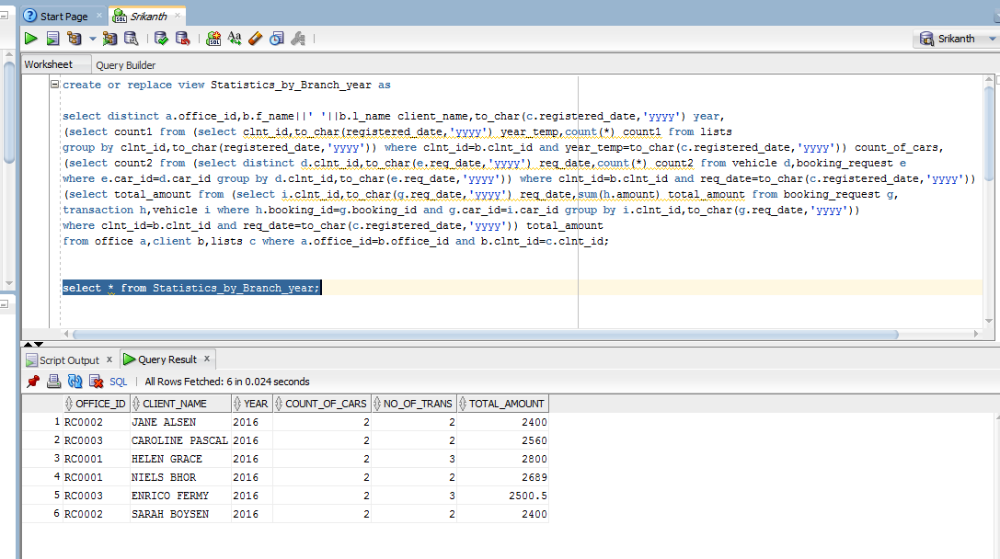 Start Page
Srikanth
Srikanth
Worksheet
Query Builder
create or replace view Statistics_by_Branch_year as
select distinct a.office_id,b.f_name||' '||b.l_name client_name,to_char(c.registered_date,'yyyy') year,
(select count1 from (select clnt_id,to_char(registered_date,'yyyy') year_temp,count(*) count1 from lists
group by clnt_id,to_char(registered_date,'yyyy')) where clnt_id=b.clnt_id and year_temp=to_char(c.registered_date,'yyyy')) count_of_cars,
(select count2 from (select distinct d.clnt_id,to_char(e.req_date,'yyyy') req_date,count(*) count2 from vehicle d,booking_request e
where e.car_id=d.car_id group by d.clnt_id,to_char(e.req_date,'yyyy')) where clnt_id=b.clnt_id and req_date=to_char(c.registered_date,'yyyy'))
(select total_amount from (select i.clnt_id,to_char(g.req_date,'yyyy') req_date,sum(h.amount) total_amount from booking_request g,
transaction h,vehicle i where h.booking_id=g.booking_id and g.car_id=i.car_id group by i.clnt_id,to_char(g.req_date,'yyyy'))
where clnt_id=b.clnt_id and req_date=to_char(c.registered_date,'yyyy')) total_amount
from office a,client b,lists c where a.office_id=b.office_id and b.clnt_id=c.clnt_id;
select * from Statistics_by_Branch_year;
Script Output x
Query Result x
SQL | All Rows Fetched: 6 in 0.024 seconds
OFFICE_ID CLIENT_NAME YEAR COUNT_OF_CARS NO_OF_TRANS TOTAL_AMOUNT
1 RC0002 JANE ALSEN 2016 2 2 2400
2 RC0003 CAROLINE PASCAL 2016 2 2 2560
3 RC0001 HELEN GRACE 2016 2 3 2800
4 RC0001 NIELS BHOR 2016 2 2 2689
5 RC0003 ENRICO FERMY 2016 2 3 2500.5
6 RC0002 SARAH BOYSEN 2016 2 2 2400